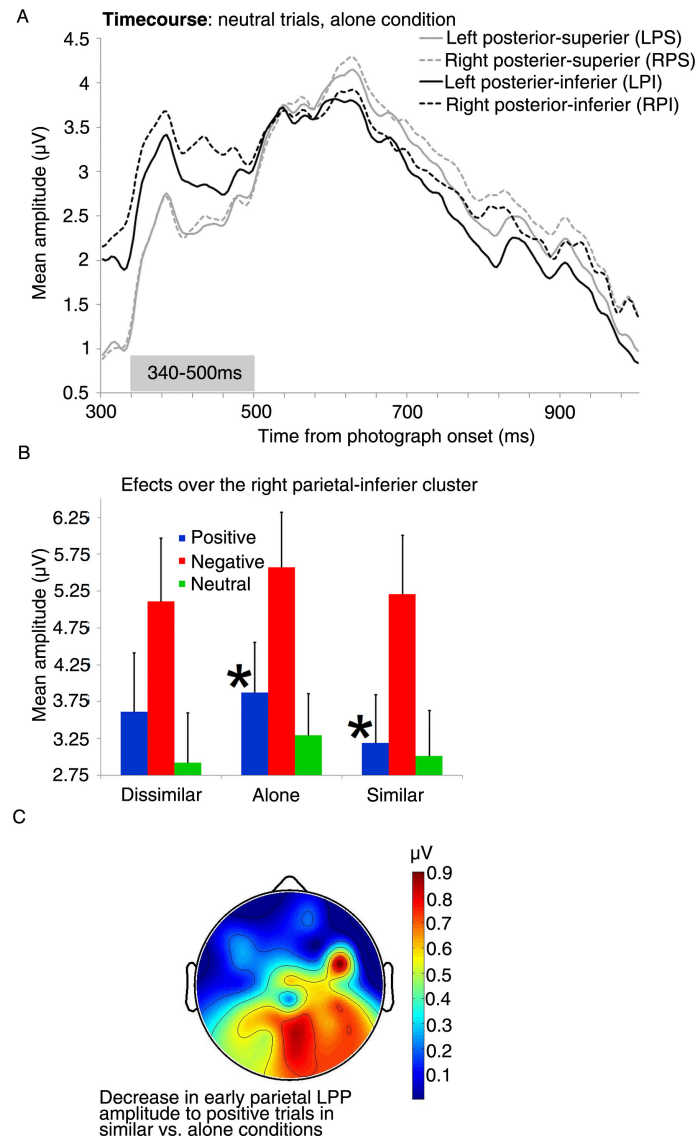 A
Timecourse: neutral trials, alone condition
Left posterior-superier (LPS)
Right posterior-superier (RPS)
Left posterier-inferier (LPI)
Right posterior-inferier (RPI)
Mean amplitude (μV)
4.5
4
3.5
3
2.5
2
1.5
1
0.5
340-500ms
300 500 700 900
Time from photograph onset (ms)
B
Efects over the right parietal-inferier cluster
Mean amplitude (μV)
6.25
5.75
5.25
4.75
4.25
3.75
3.25
2.75
Positive
Negative
Neutral
* *
Dissimilar Alone Similar
C
μV
0.9
0.8
0.7
0.6
0.5
0.4
0.3
0.2
0.1
Decrease in early parietal LPP
amplitude to positive trials in
similar vs. alone conditions